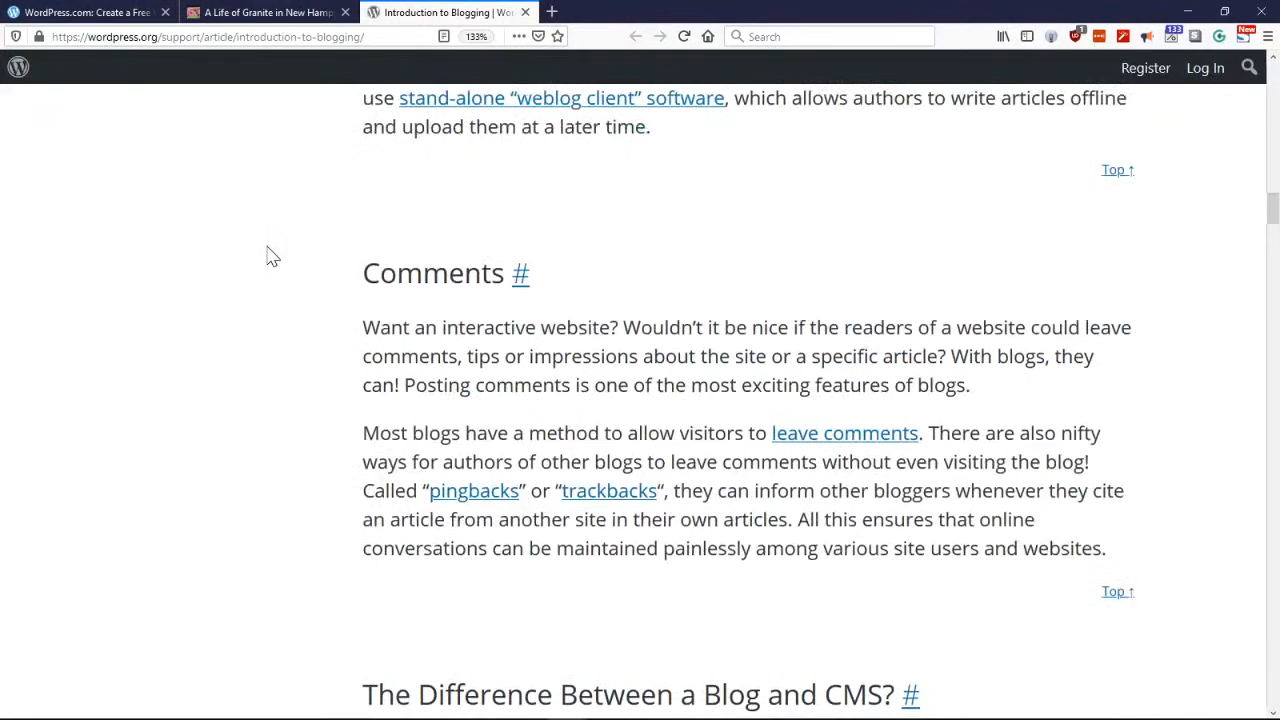 WordPress.com: Create a Free
A Life of Granite in New Hamp
Introduction to Blogging | Wor
https://wordpress.org/support/article/introduction-to-blogging/
133%
Search
1
133
New
Register
Log In
use stand-alone “weblog client” software, which allows authors to write articles offline
and upload them at a later time.
Top ↑
Comments #
Want an interactive website? Wouldn’t it be nice if the readers of a website could leave
comments, tips or impressions about the site or a specific article? With blogs, they
can! Posting comments is one of the most exciting features of blogs.
Most blogs have a method to allow visitors to leave comments. There are also nifty
ways for authors of other blogs to leave comments without even visiting the blog!
Called “pingbacks” or “trackbacks“, they can inform other bloggers whenever they cite
an article from another site in their own articles. All this ensures that online
conversations can be maintained painlessly among various site users and websites.
Top ↑
The Difference Between a Blog and CMS? #